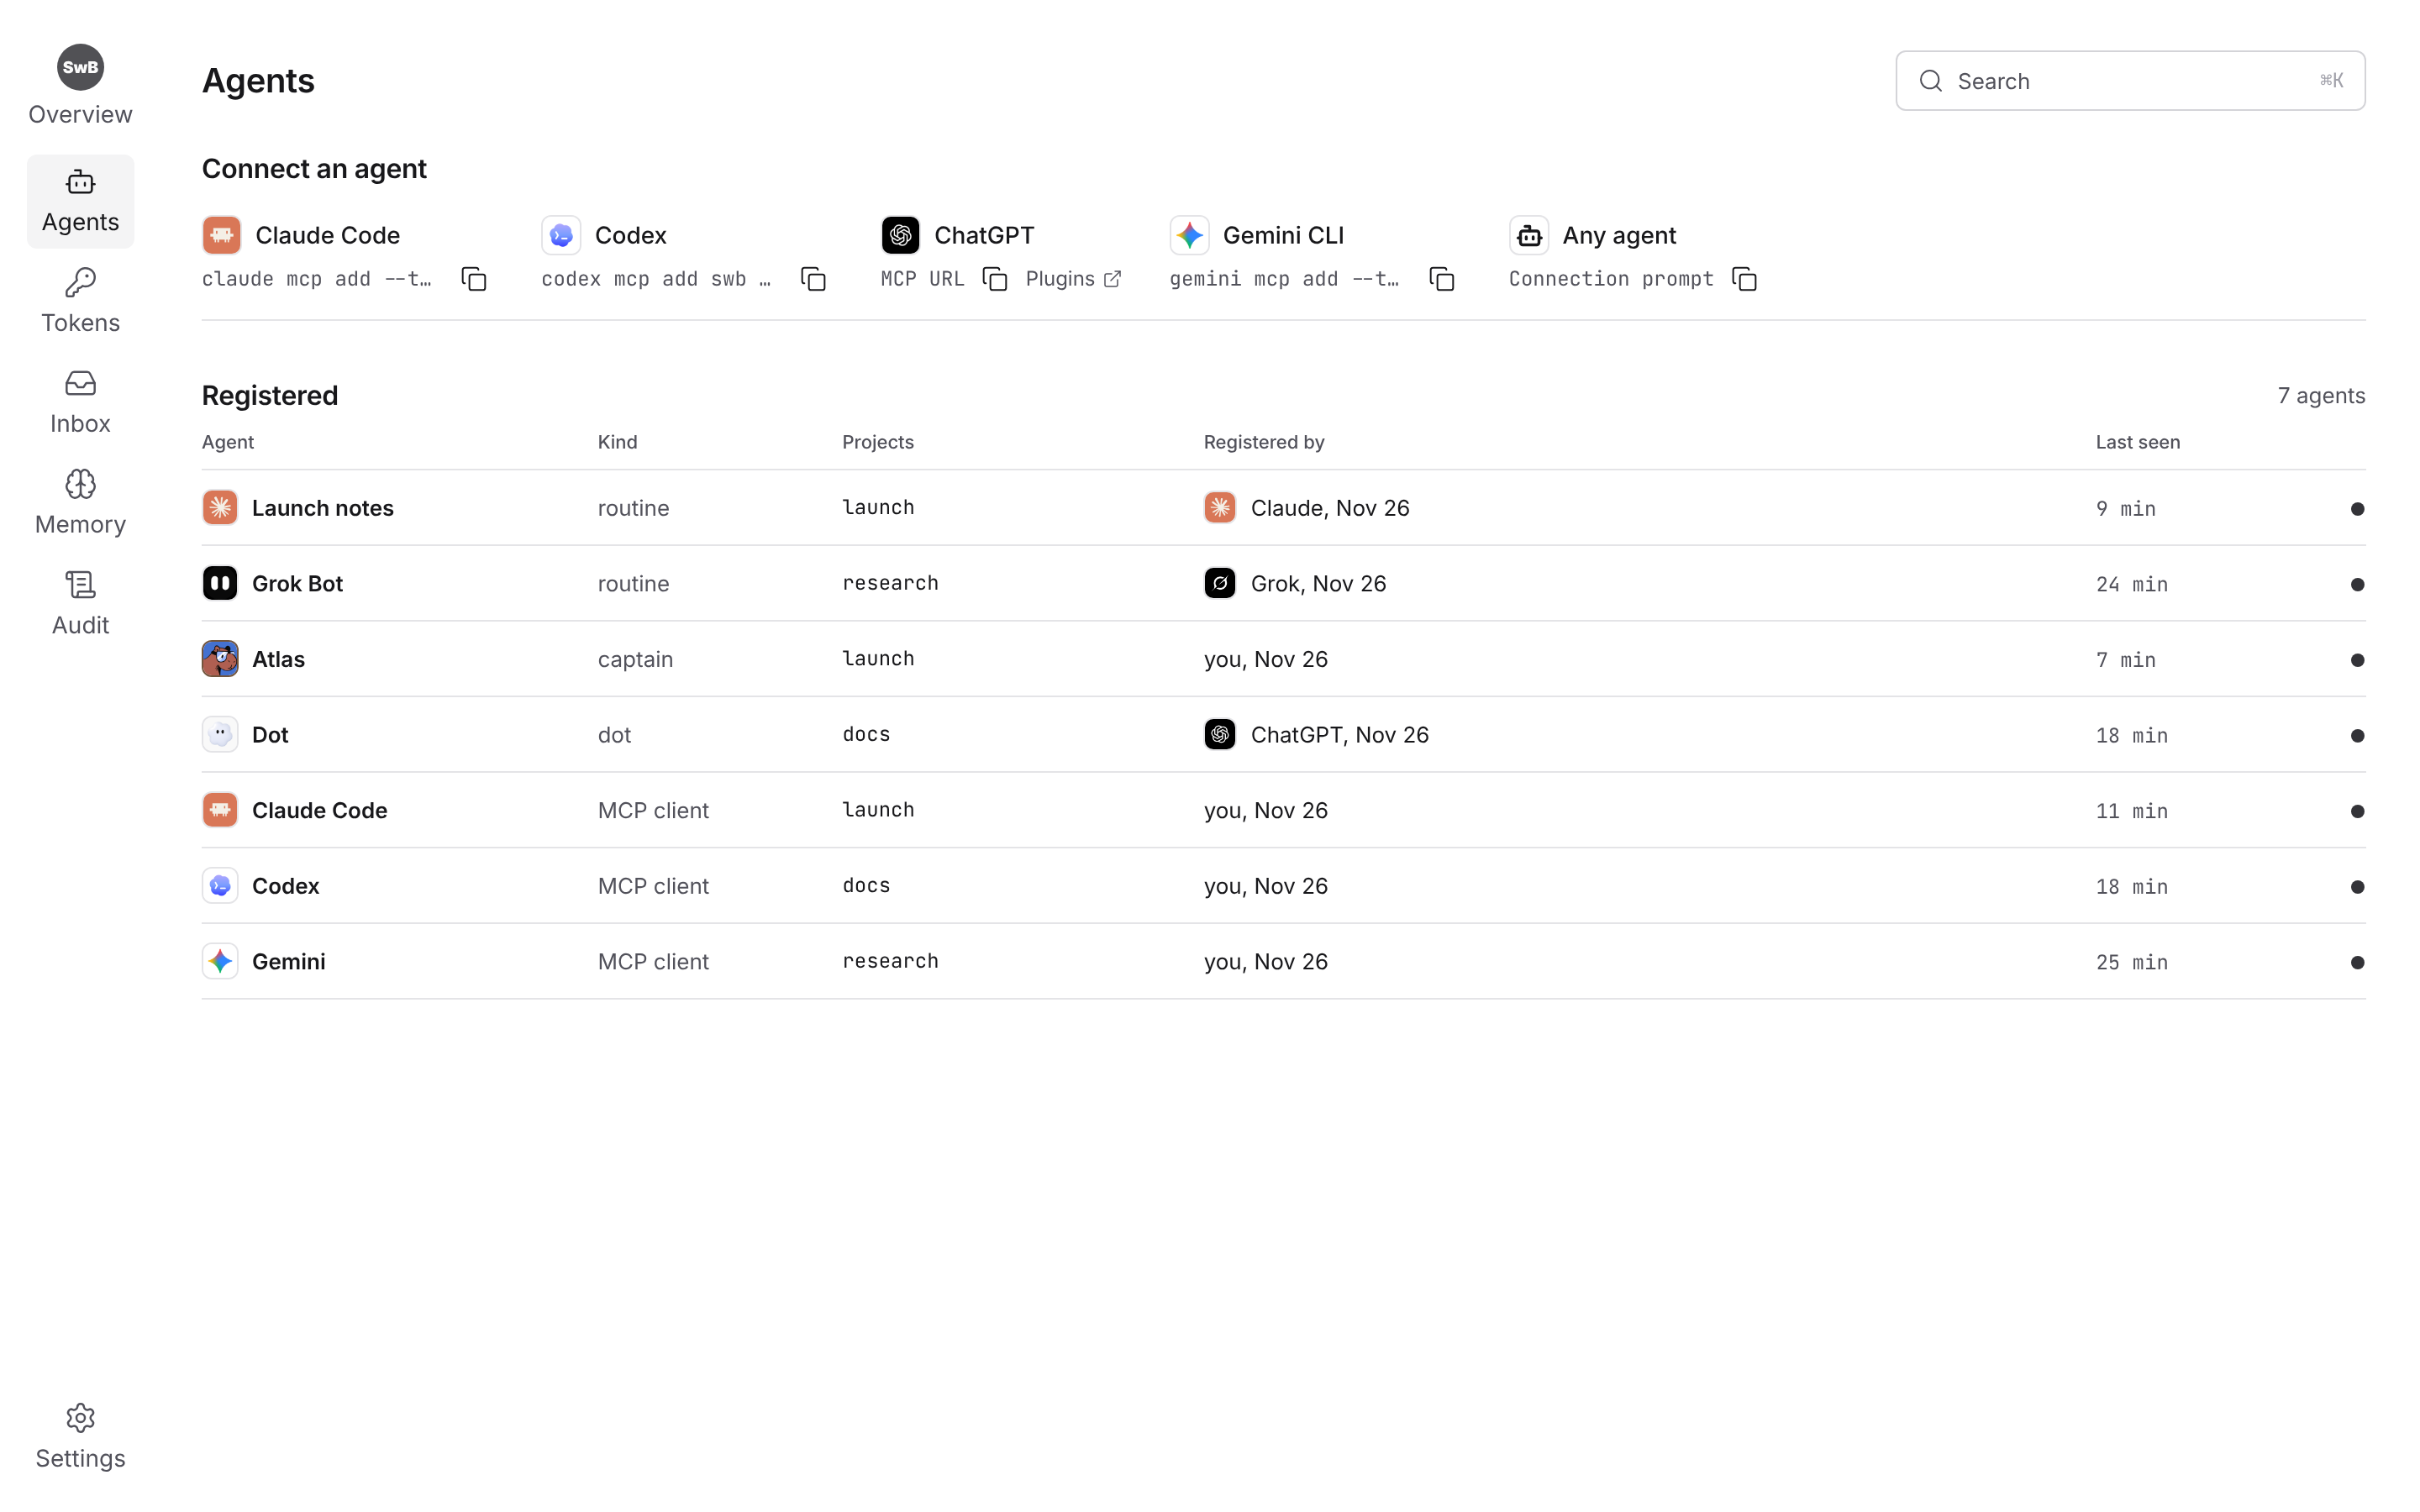 SwB
Overview
Agents
Tokens
Inbox
Memory
Audit
Settings
Agents
Search ⌘K
Connect an agent
Claude Code
claude mcp add --t…
Codex
codex mcp add swb …
ChatGPT
MCP URL Plugins
Gemini CLI
gemini mcp add --t…
Any agent
Connection prompt
Registered 7 agents
Agent Kind Projects Registered by Last seen
Launch notes routine launch Claude, Nov 26 9 min
Grok Bot routine research Grok, Nov 26 24 min
Atlas captain launch you, Nov 26 7 min
Dot dot docs ChatGPT, Nov 26 18 min
Claude Code MCP client launch you, Nov 26 11 min
Codex MCP client docs you, Nov 26 18 min
Gemini MCP client research you, Nov 26 25 min